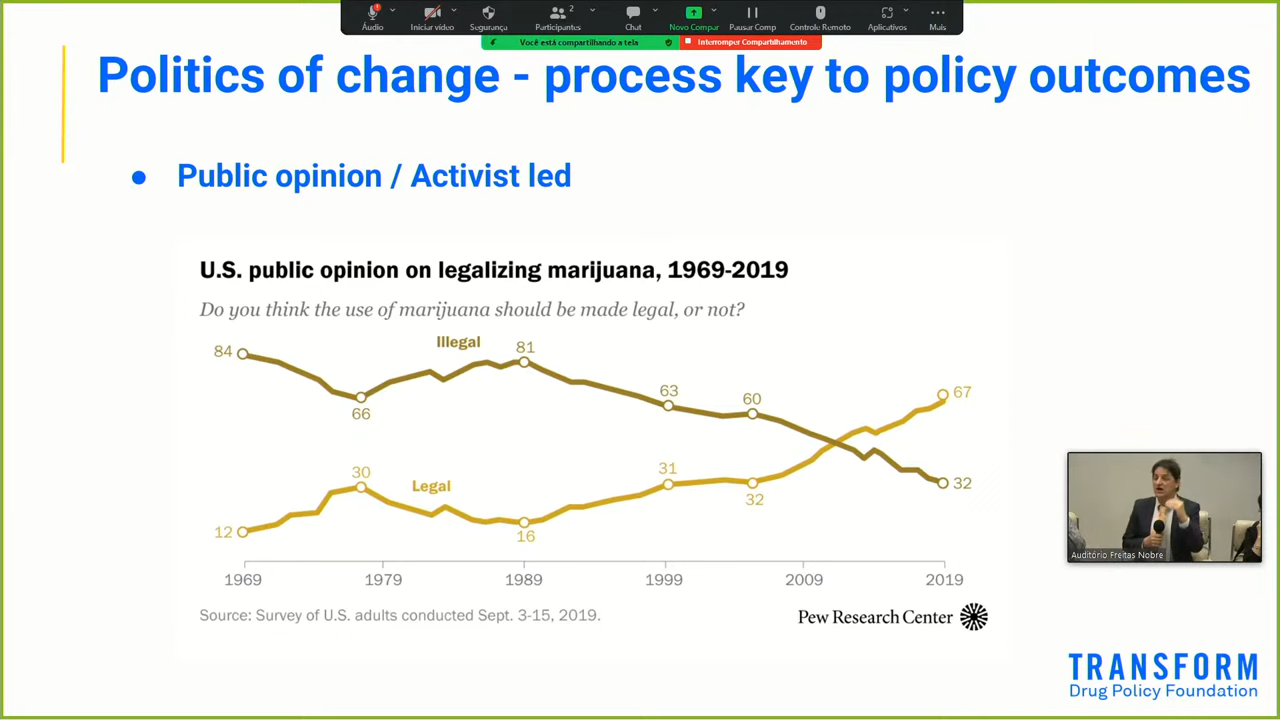 2
Áudio
Iniciar vídeo
Segurança
Participantes
Chat
Novo Compar
Pausar Comp
Controle Remoto
Aplicativos
Mais
Você está compartilhando a tela
Interromper Compartilhamento
Politics of change - process key to policy outcomes
● Public opinion / Activist led
U.S. public opinion on legalizing marijuana, 1969-2019
Do you think the use of marijuana should be made legal, or not?
Illegal
84
81
66
63
60
67
Legal
30
31
32
32
12
16
1969 1979 1989 1999 2009 2019
Source: Survey of U.S. adults conducted Sept. 3-15, 2019.
Pew Research Center
Auditório Freitas Nobre
TRANSFORM
Drug Policy Foundation